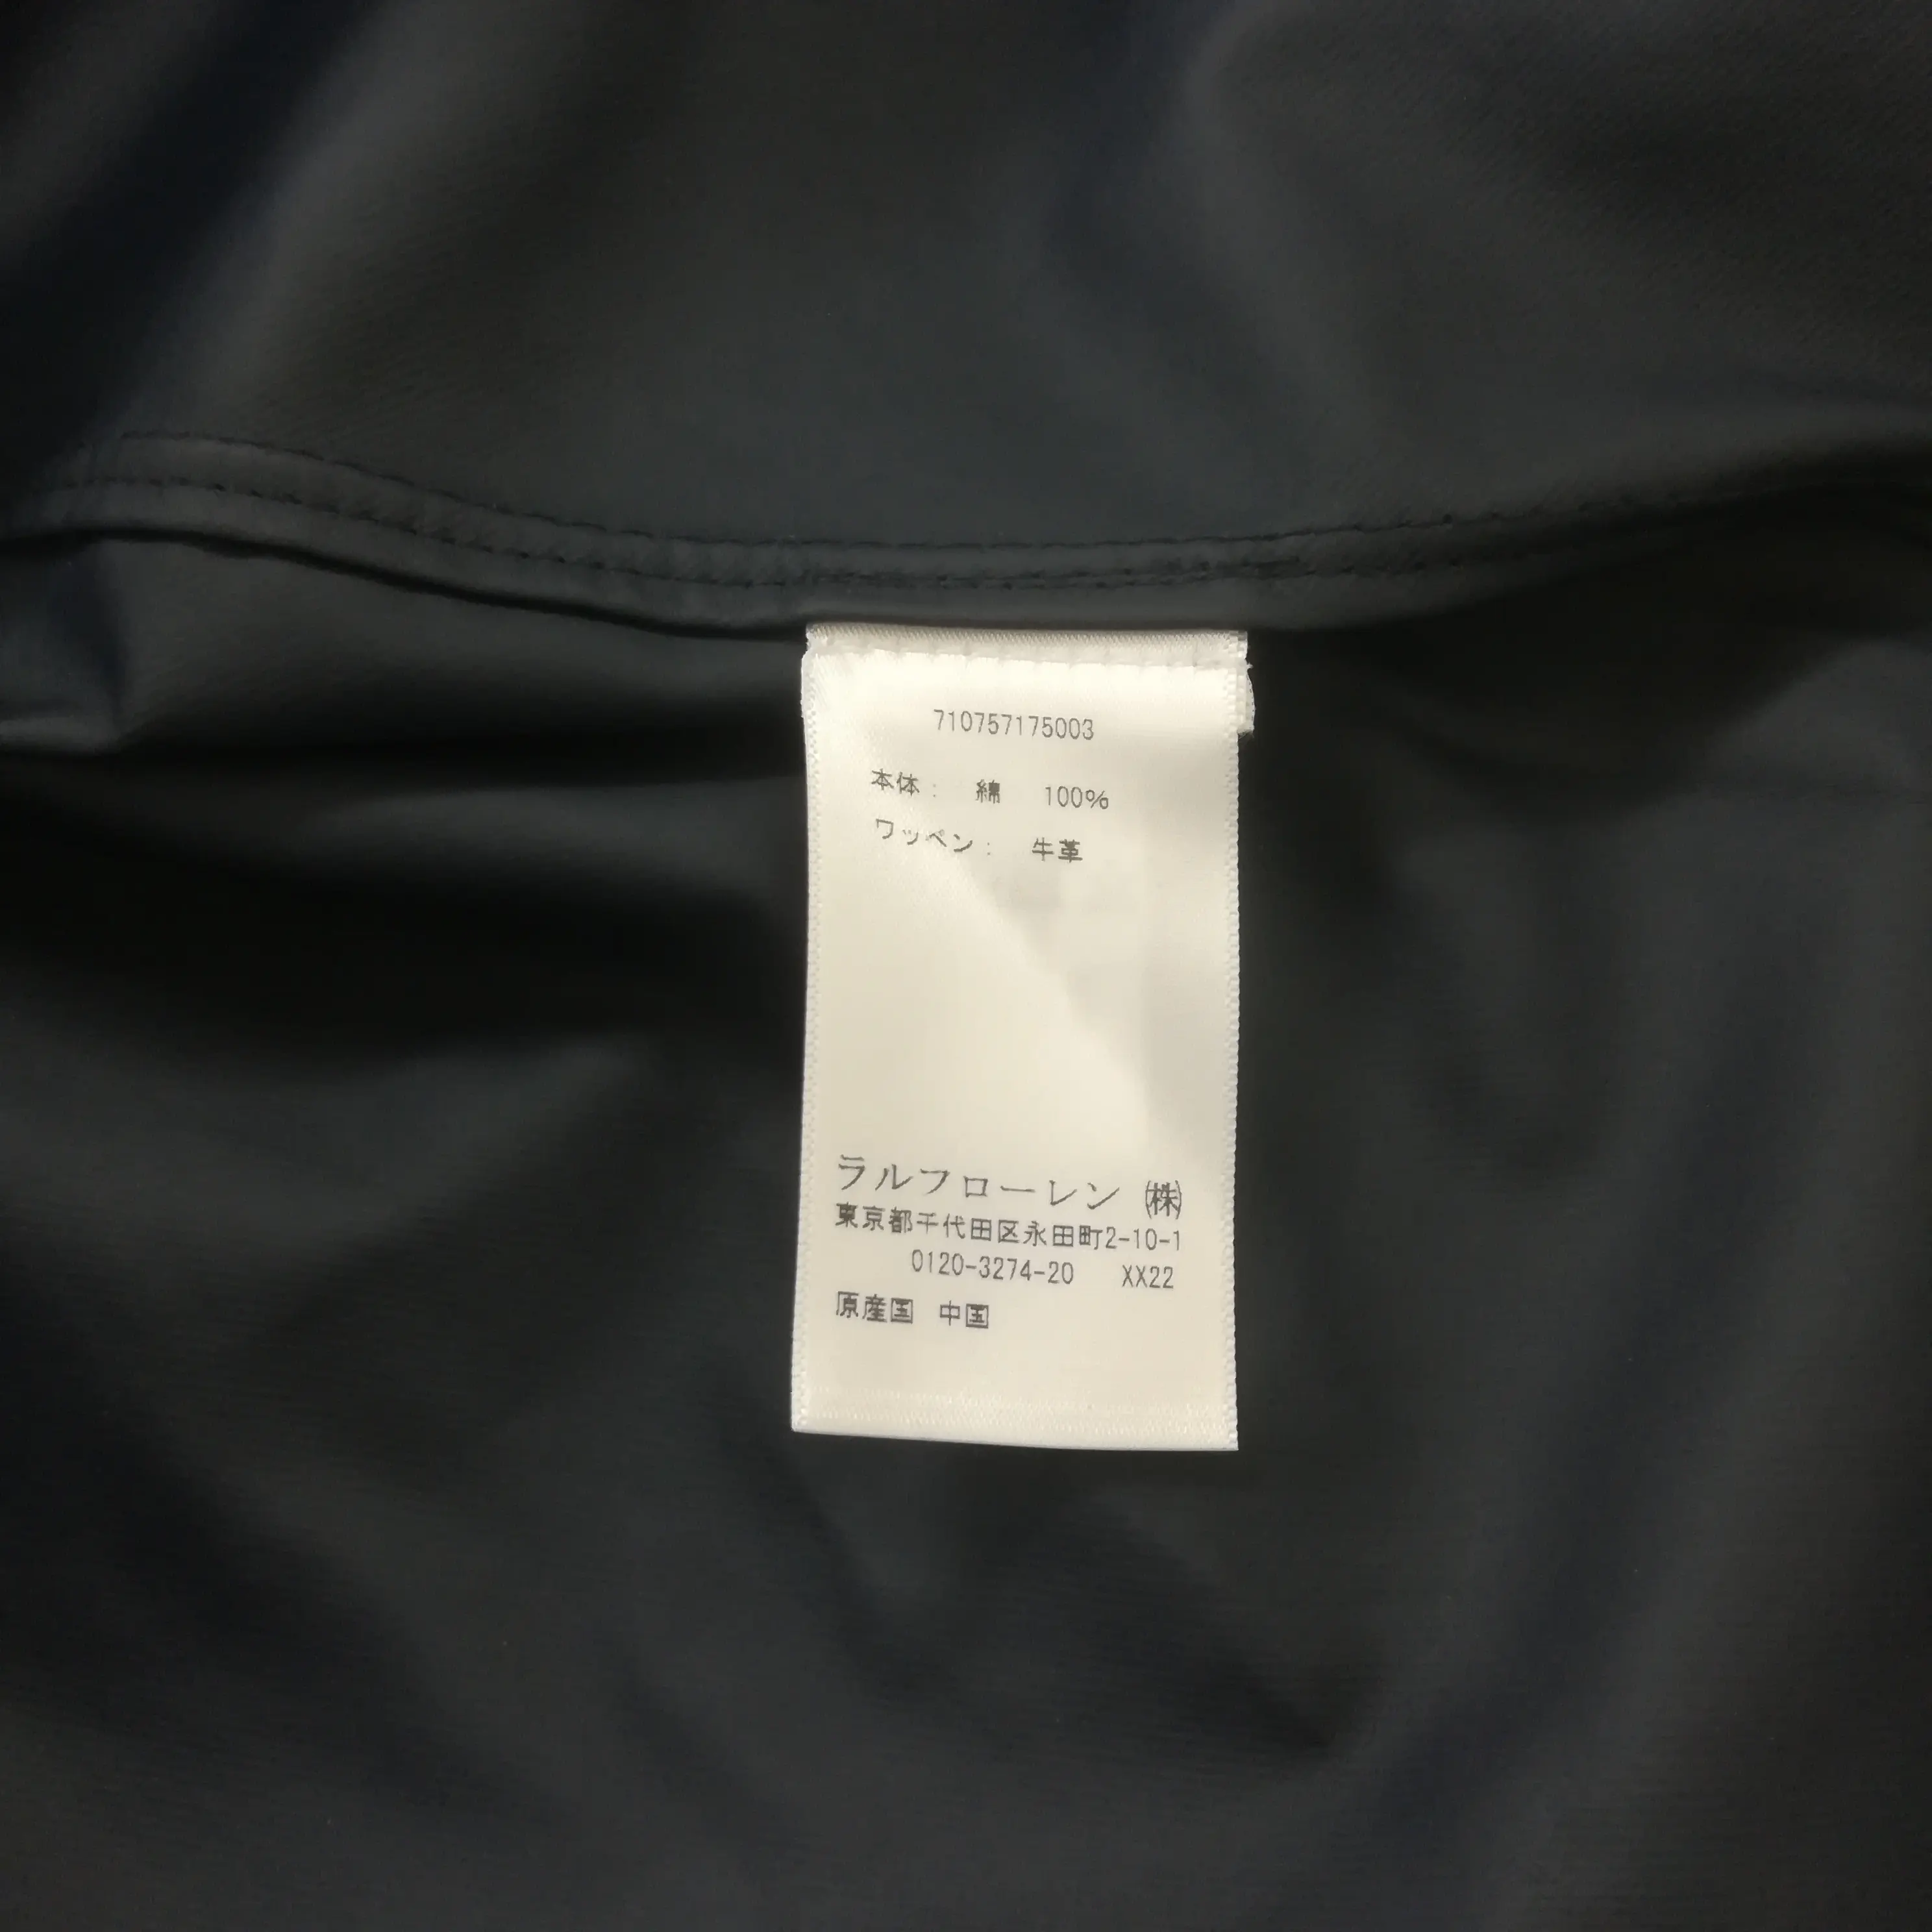 710757175003
本体： 綿 100%
ワッペン： 牛革
ラルフローレン ㈱
東京都千代田区永田町2-10-1
0120-3274-20 XX22
原産国 中国